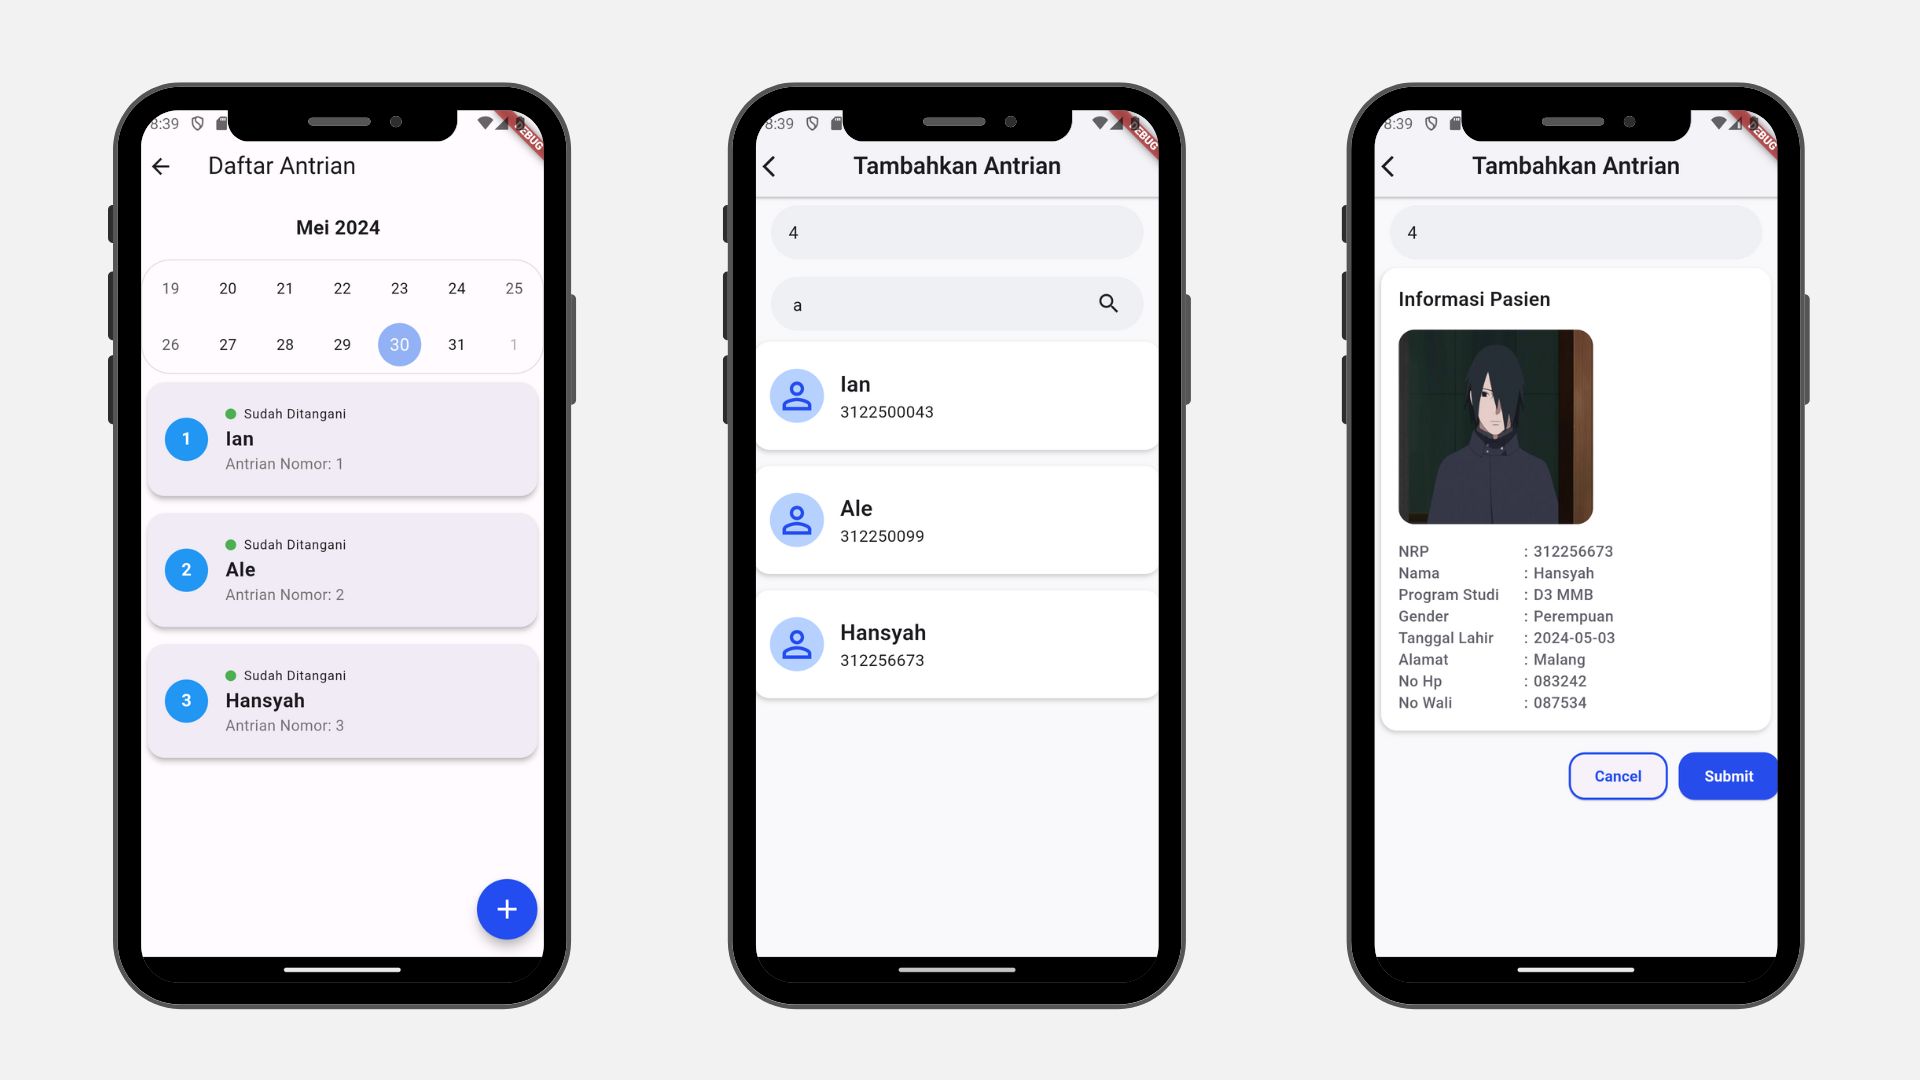 8:39
Daftar Antrian
Mei 2024
19 20 21 22 23 24 25
26 27 28 29 30 31 1
1
Sudah Ditangani
Ian
Antrian Nomor: 1
2
Sudah Ditangani
Ale
Antrian Nomor: 2
3
Sudah Ditangani
Hansyah
Antrian Nomor: 3
+
8:39
Tambahkan Antrian
4
a
Ian
3122500043
Ale
312250099
Hansyah
312256673
8:39
Tambahkan Antrian
4
Informasi Pasien
NRP : 312256673
Nama : Hansyah
Program Studi : D3 MMB
Gender : Perempuan
Tanggal Lahir : 2024-05-03
Alamat : Malang
No Hp : 083242
No Wali : 087534
Cancel Submit